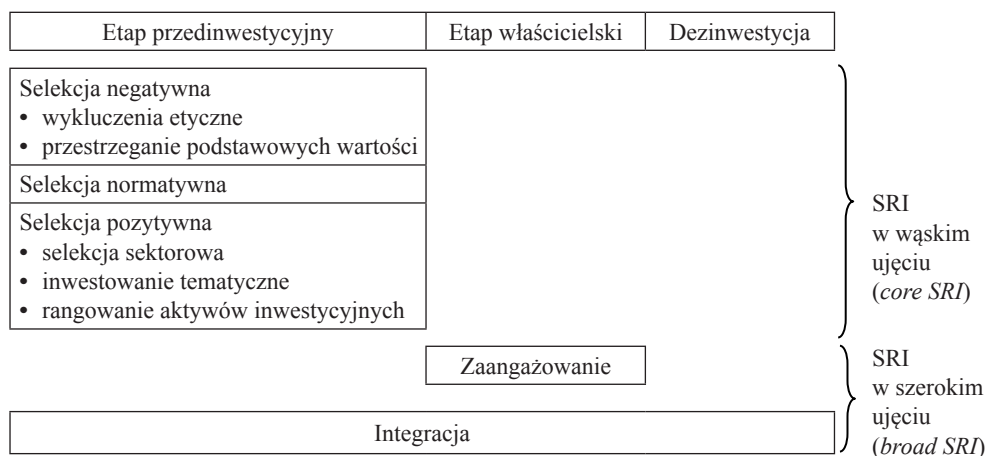 Etap przedinwestycyjny
Etap właścicielski
Dezinwestycja
Selekcja negatywna
• wykluczenia etyczne
• przestrzeganie podstawowych wartości
Selekcja normatywna
Selekcja pozytywna
• selekcja sektorowa
• inwestowanie tematyczne
• rangowanie aktywów inwestycyjnych
SRI
w wąskim
ujęciu
(core SRI)
Zaangażowanie
Integracja
SRI
w szerokim
ujęciu
(broad SRI)